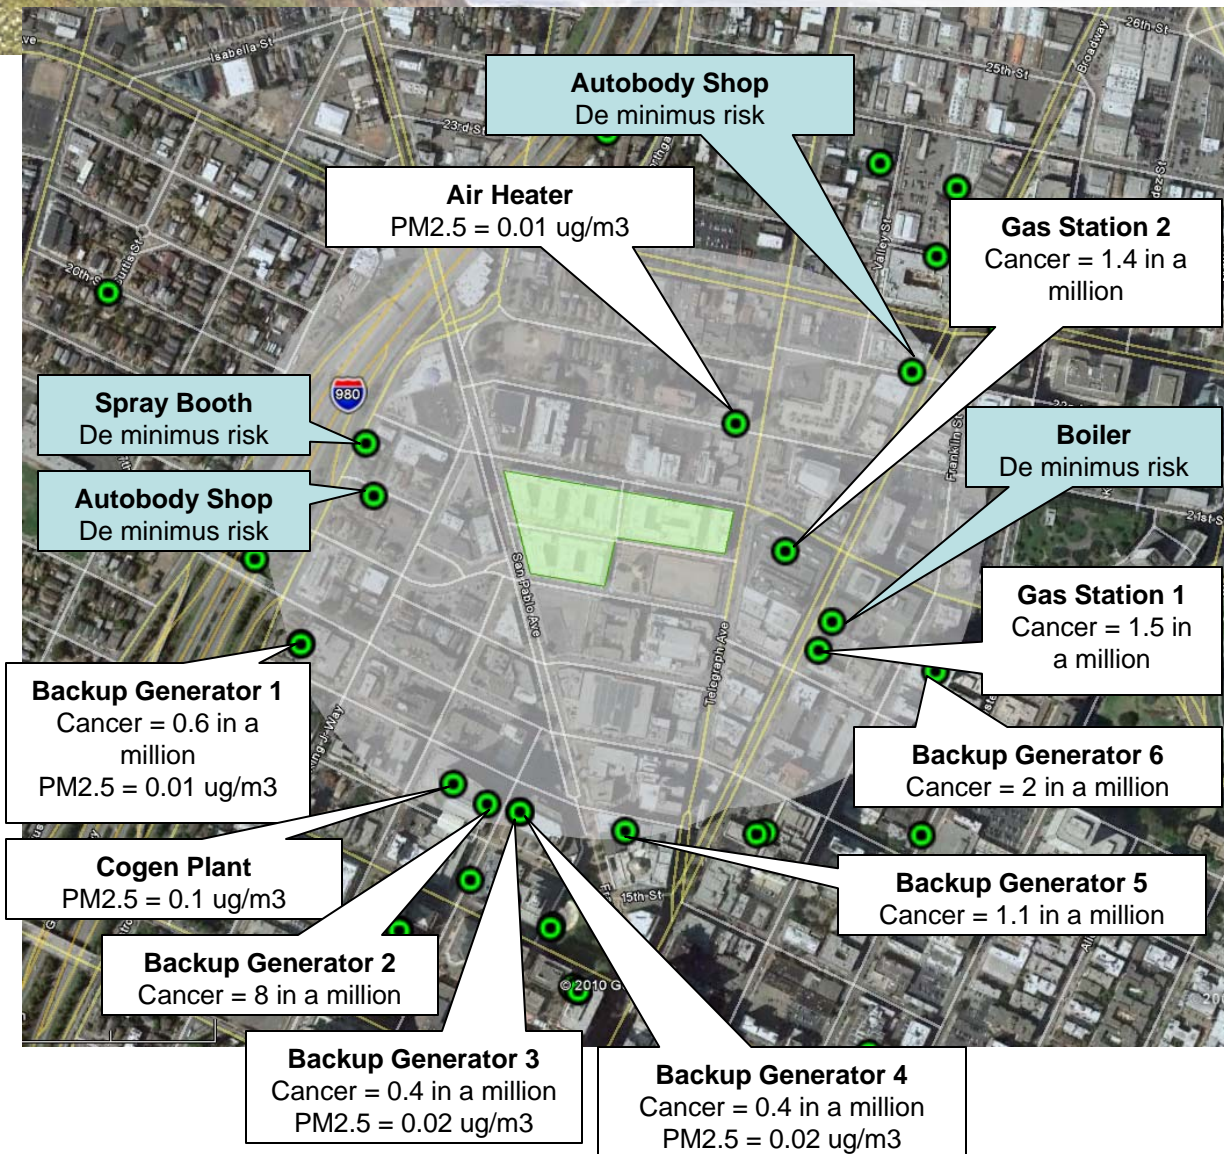 Isabella St
26th St
Broadway
25th St
Autobody Shop
De minimus risk
23rd St
Air Heater
PM2.5 = 0.01 ug/m3
Valley St
Gas Station 2
Cancer = 1.4 in a
million
Curtis St
20th S
980
Spray Booth
De minimus risk
Franklin St
Boiler
De minimus risk
Autobody Shop
De minimus risk
21st S
San Pablo Ave
Telegraph Ave
Gas Station 1
Cancer = 1.5 in
a million
Backup Generator 1
Cancer = 0.6 in a
million
PM2.5 = 0.01 ug/m3
ing J. Way
Backup Generator 6
Cancer = 2 in a million
Cogen Plant
PM2.5 = 0.1 ug/m3
15th St
Backup Generator 5
Cancer = 1.1 in a million
Backup Generator 2
Cancer = 8 in a million
© 2010 G
Backup Generator 3
Cancer = 0.4 in a million
PM2.5 = 0.02 ug/m3
Backup Generator 4
Cancer = 0.4 in a million
PM2.5 = 0.02 ug/m3